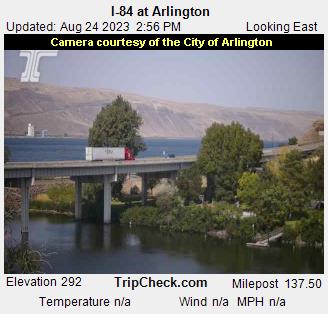 I-84 at Arlington
Updated: Aug 24 2023 2:56 PM Looking East
Camera courtesy of the City of Arlington
Elevation 292 TripCheck.com Milepost 137.50
Temperature n/a Wind n/a MPH n/a